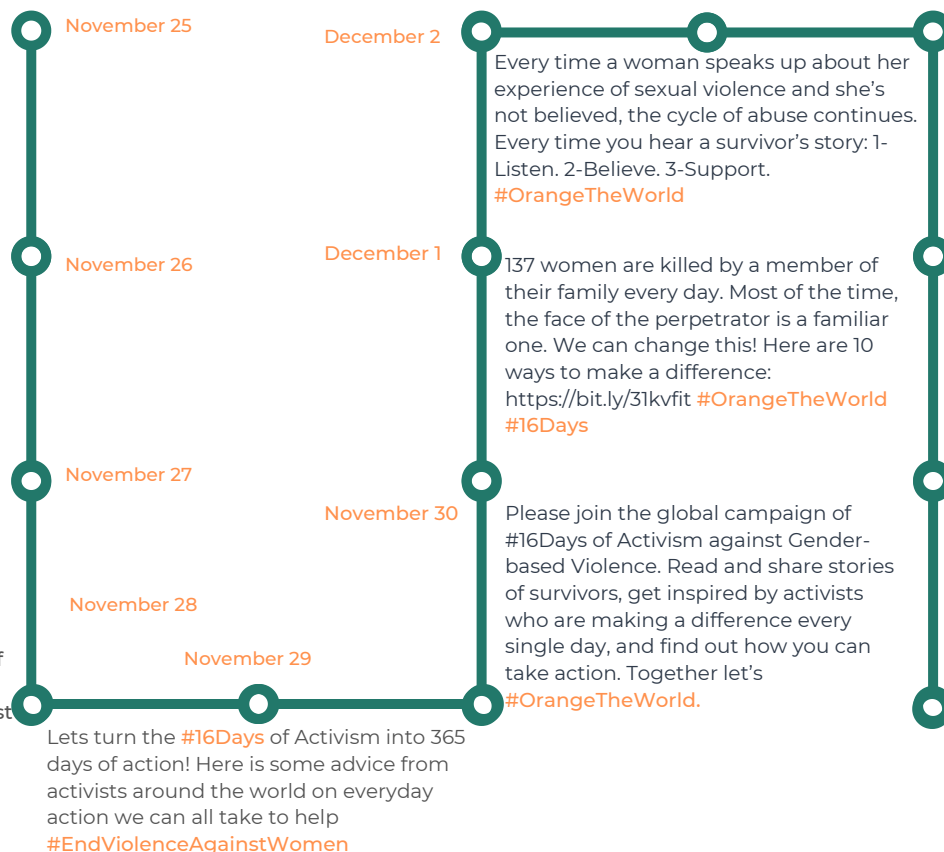 November 25
November 26
November 27
November 28
November 29
Lets turn the #16Days of Activism into 365
days of action! Here is some advice from
activists around the world on everyday
action we can all take to help
#EndViolenceAgainstWomen
November 30
Please join the global campaign of
#16Days of Activism against Gender-
based Violence. Read and share stories
of survivors, get inspired by activists
who are making a difference every
single day, and find out how you can
take action. Together let’s
#OrangeTheWorld.
December 1
137 women are killed by a member of
their family every day. Most of the time,
the face of the perpetrator is a familiar
one. We can change this! Here are 10
ways to make a difference:
https://bit.ly/31kvfit #OrangeTheWorld
#16Days
December 2
Every time a woman speaks up about her
experience of sexual violence and she’s
not believed, the cycle of abuse continues.
Every time you hear a survivor’s story: 1-
Listen. 2-Believe. 3-Support.
#OrangeTheWorld